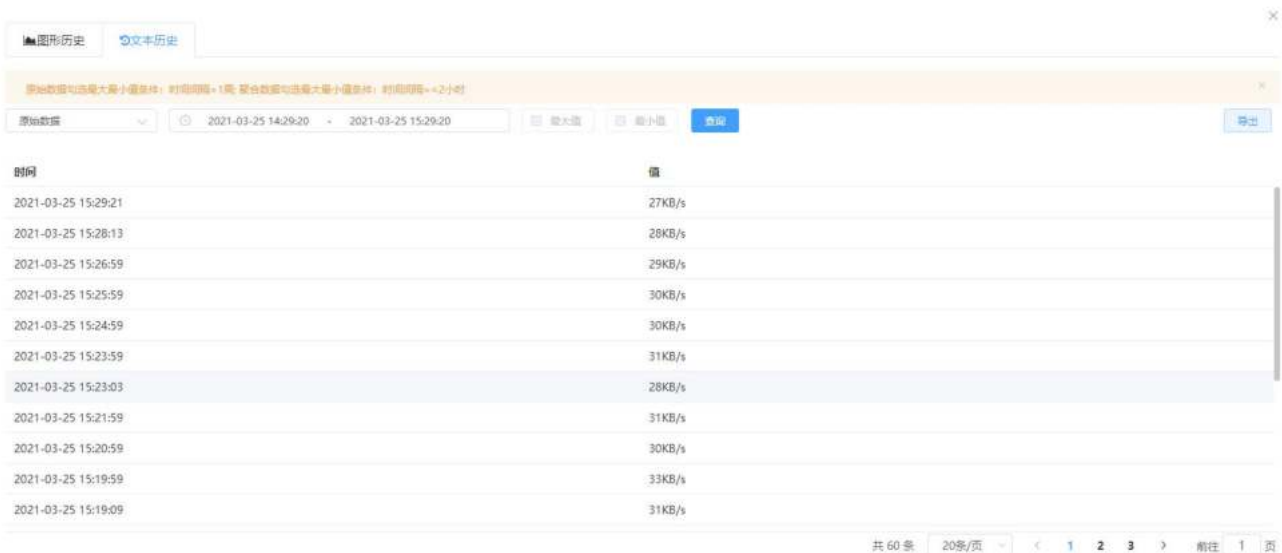 图形历史 文本历史
原始数据勾选最大最小值条件：时间间隔=1周; 聚合数据勾选最大最小值条件：时间间隔<=2小时
原始数据 2021-03-25 14:29:20 - 2021-03-25 15:29:20 最大值 最小值 查询 导出
时间 值
2021-03-25 15:29:21 27KB/s
2021-03-25 15:28:13 28KB/s
2021-03-25 15:26:59 29KB/s
2021-03-25 15:25:59 30KB/s
2021-03-25 15:24:59 30KB/s
2021-03-25 15:23:59 31KB/s
2021-03-25 15:23:03 28KB/s
2021-03-25 15:21:59 31KB/s
2021-03-25 15:20:59 30KB/s
2021-03-25 15:19:59 33KB/s
2021-03-25 15:19:09 31KB/s
共 60 条 20条/页 < 1 2 3 > 前往 1 页